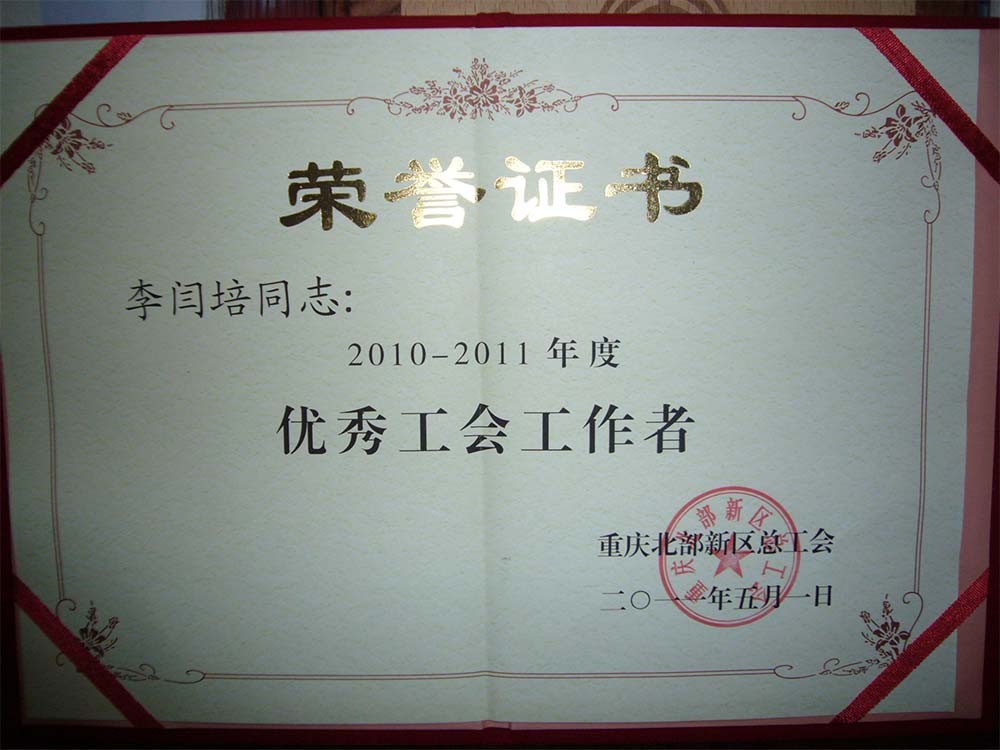 荣誉证书
李闫培同志:
2010-2011 年度
优秀工会工作者
重庆北部新区总工会
二〇一一年五月一日
重庆北部新区总工会